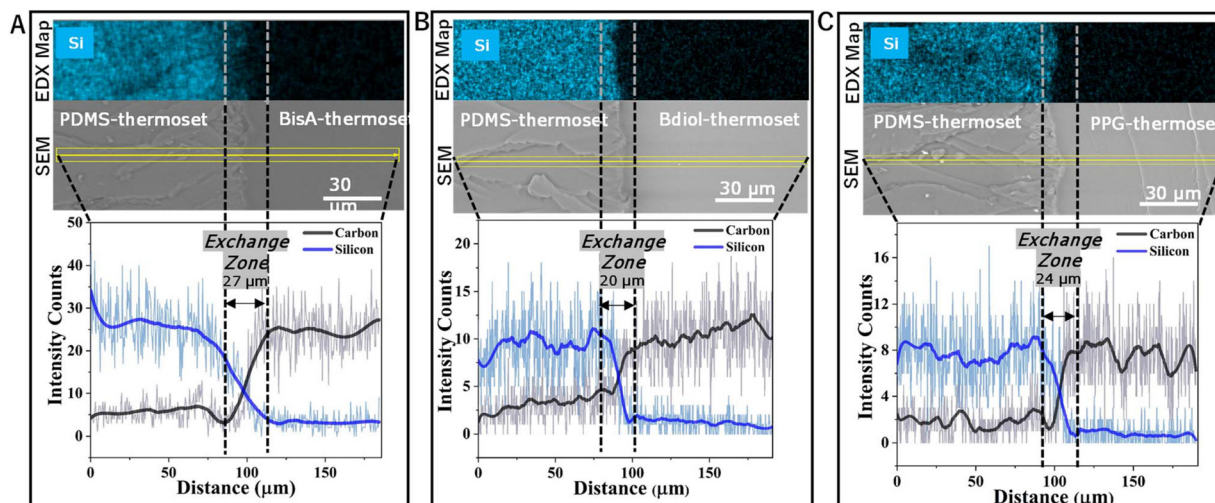 A
EDX Map
Si
SEM
PDMS-thermoset
BisA-thermoset
30
µm
Intensity Counts
50
40
30
20
10
0
Exchange
Zone
27 µm
Carbon
Silicon
0
50
100
150
Distance (µm)
B
EDX Map
Si
SEM
PDMS-thermoset
Bdiol-thermoset
30 µm
Intensity Counts
20
15
10
5
0
Exchange
Zone
20 µm
Carbon
Silicon
0
50
100
150
Distance (µm)
C
EDX Map
Si
SEM
PDMS-thermoset
PPG-thermose
30 µm
Intensity Counts
16
12
8
4
0
Exchange
Zone
24 µm
Carbon
Silicon
0
50
100
150
Distance (µm)